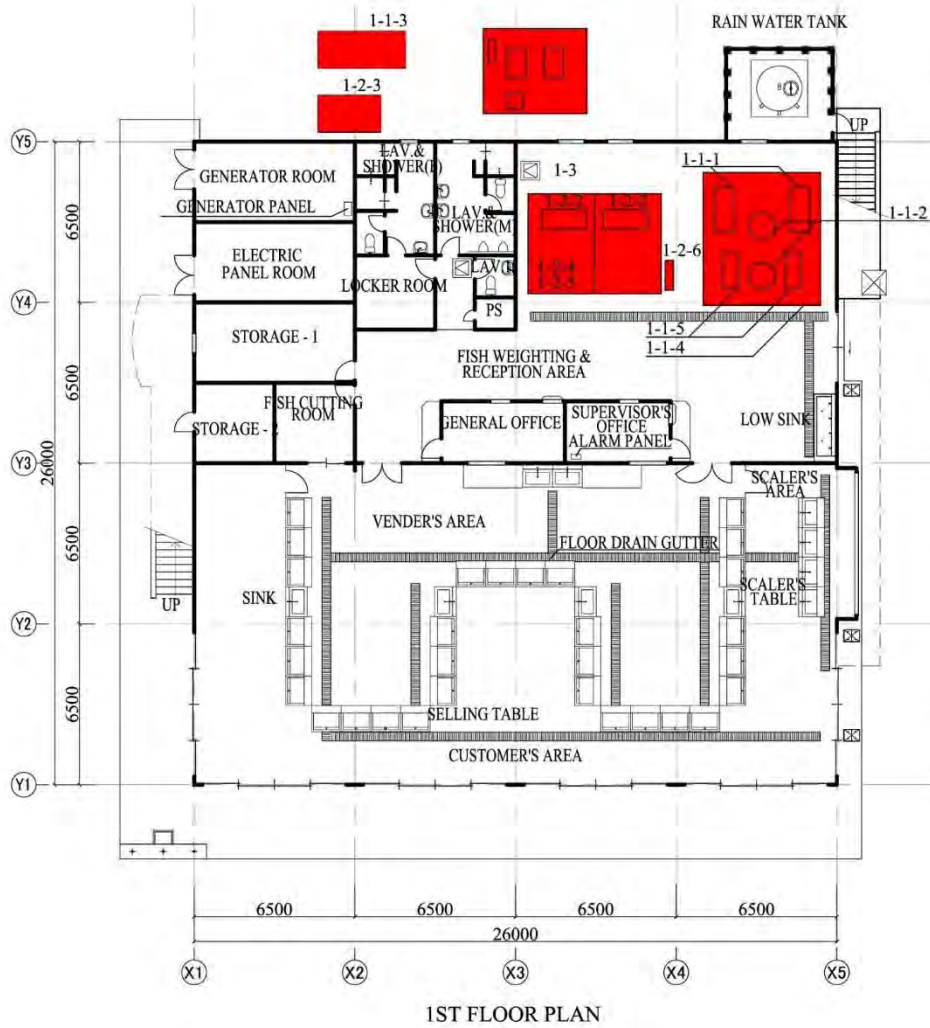 1-1-3
RAIN WATER TANK
1-2-3
Y5
UP
LAV.&
SHOWER(F)
1-3
1-1-1
GENERATOR ROOM
GENERATOR PANEL
LAV.&
SHOWER(M)
1-1-2
6500
ELECTRIC
PANEL ROOM
1-2-6
LOCKER ROOM
Y4
PS
1-1-5
1-1-4
STORAGE - 1
FISH WEIGHTING &
RECEPTION AREA
6500
FISH CUTTING
ROOM
STORAGE - 2
GENERAL OFFICE
SUPERVISOR'S
OFFICE
ALARM PANEL
LOW SINK
Y3
26000
SCALER'S
AREA
VENDER'S AREA
6500
FLOOR DRAIN GUTTER
SINK
SCALER'S
TABLE
UP
Y2
6500
SELLING TABLE
CUSTOMER'S AREA
Y1
6500 6500 6500 6500
26000
X1 X2 X3 X4 X5
1ST FLOOR PLAN